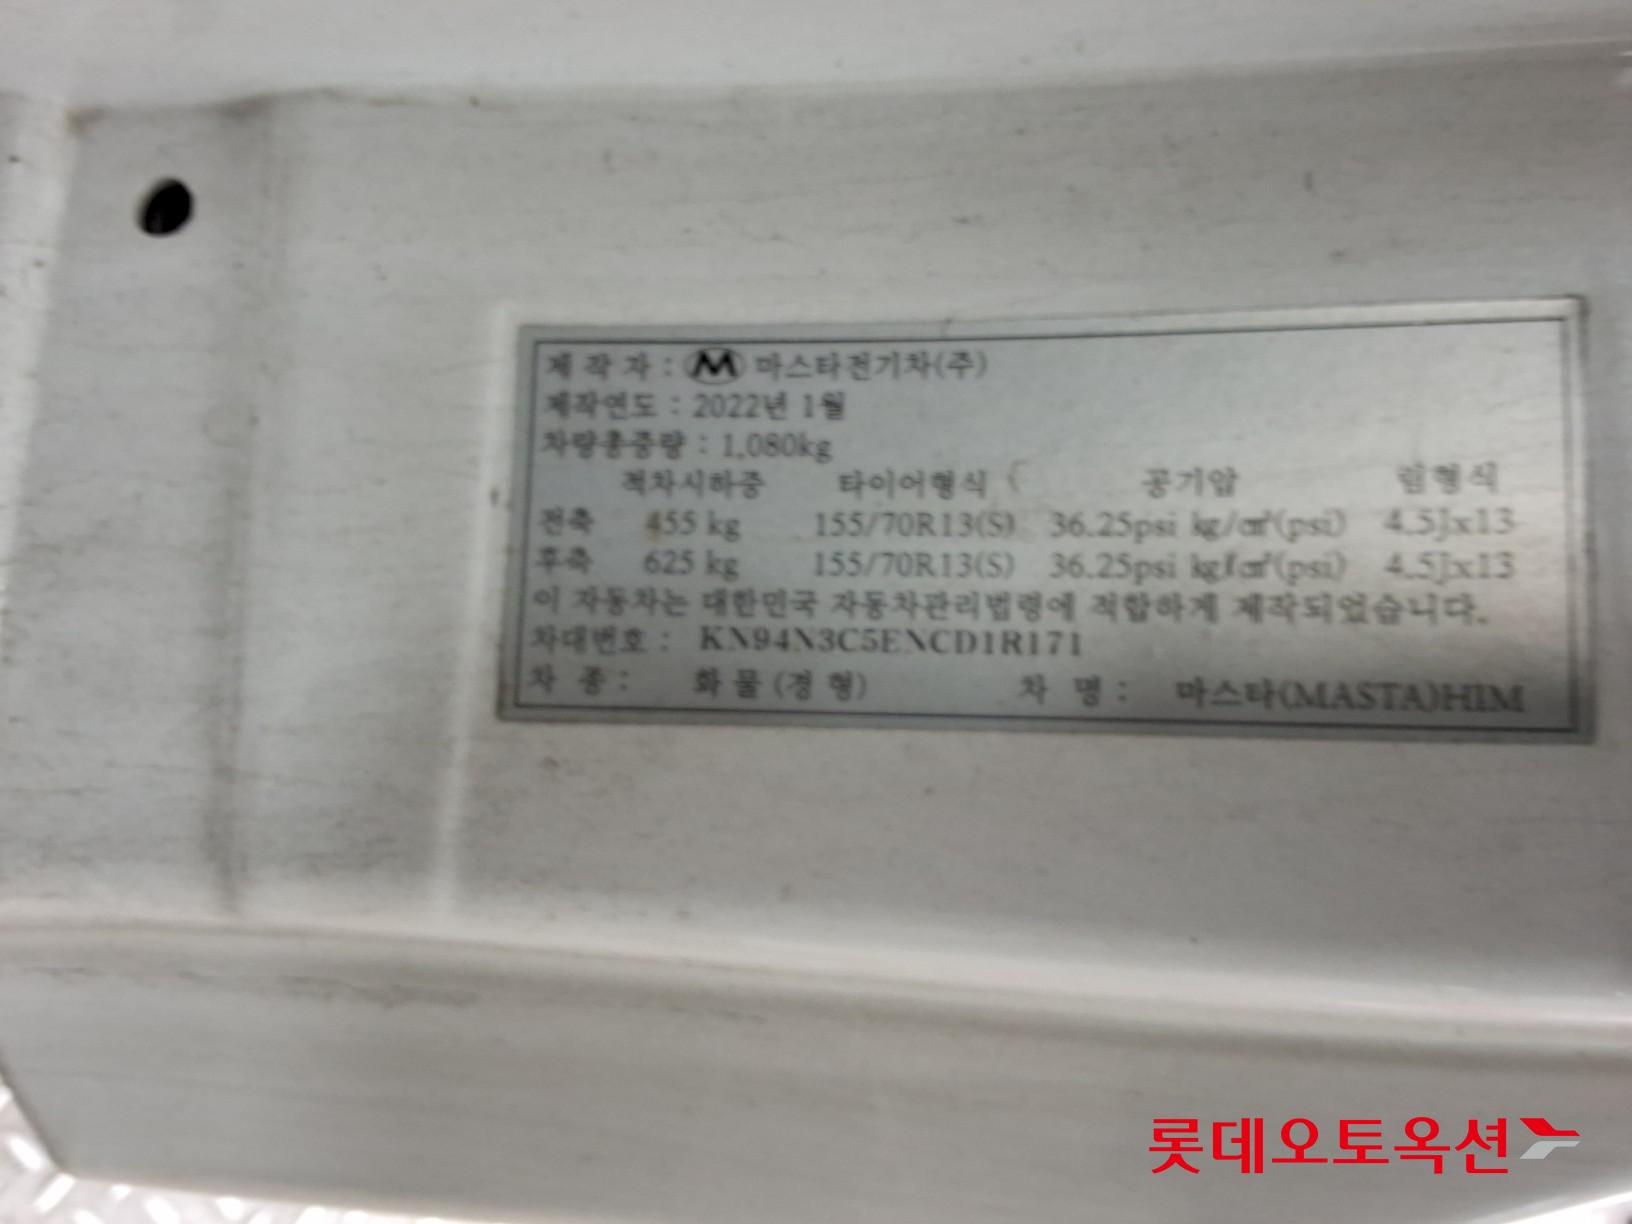 제 작 자 : M 마스타전기차(주)
제작연도 : 2022년 1월
차량총중량 : 1,080kg
적차시하중 타이어형식 공기압 림형식
전축 455 kg 155/70R13(S) 36.25psi kg/㎠(psi) 4.5Jx13
후축 625 kg 155/70R13(S) 36.25psi kg/㎠(psi) 4.5Jx13
이 자동차는 대한민국 자동차관리법령에 적합하게 제작되었습니다.
차대번호 : KN94N3C5ENCD1R171
차 종 : 화 물 (경 형) 차 명 : 마스타(MASTA)HIM
롯데오토옥션